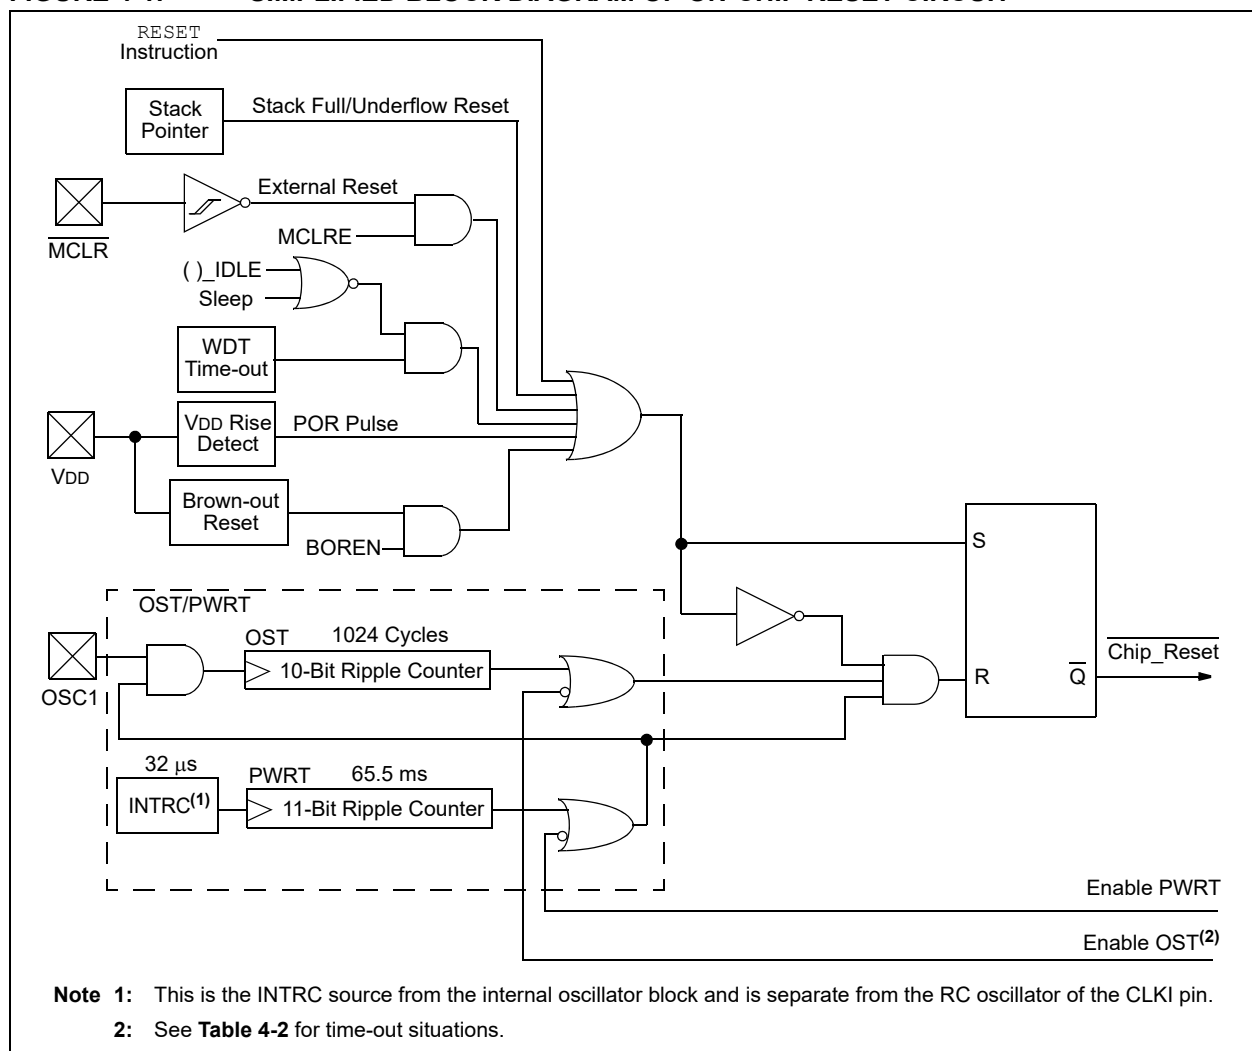 RESET
Instruction
Stack
Pointer
Stack Full/Underflow Reset
External Reset
MCLR
MCLRE
( )_IDLE
Sleep
WDT
Time-out
VDD Rise
Detect
POR Pulse
VDD
Brown-out
Reset
BOREN
S
OST/PWRT
OST
1024 Cycles
10-Bit Ripple Counter
OSC1
R
Q
Chip_Reset
32 μs
INTRC(1)
PWRT
65.5 ms
11-Bit Ripple Counter
Enable PWRT
Enable OST(2)
Note 1: This is the INTRC source from the internal oscillator block and is separate from the RC oscillator of the CLKI pin.
2: See Table 4-2 for time-out situations.